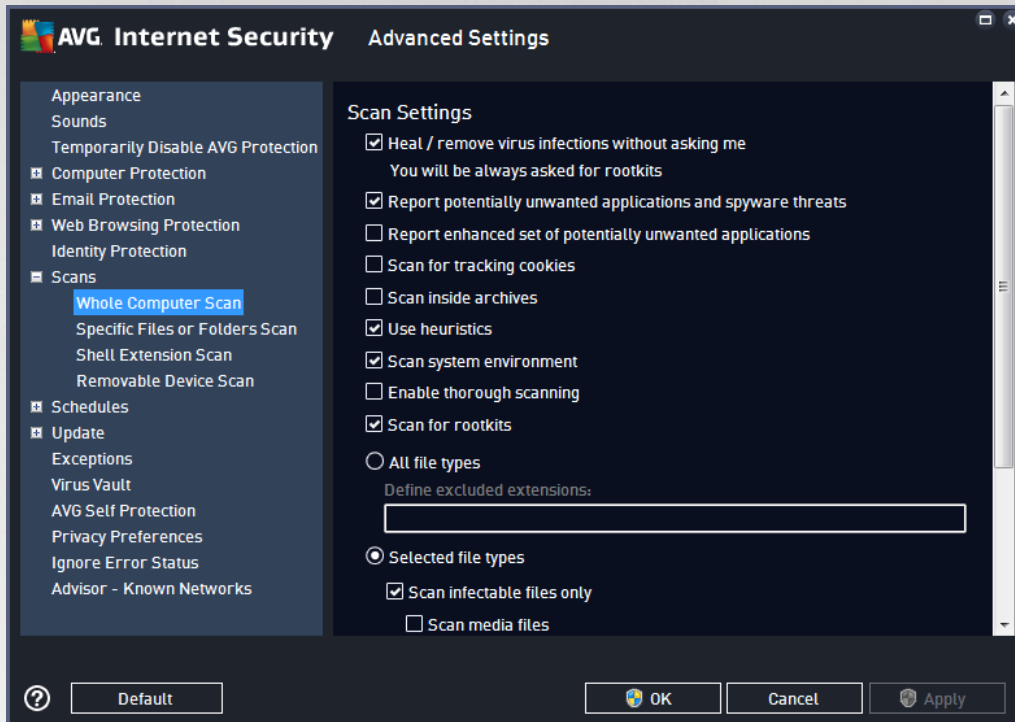 AVG. Internet Security Advanced Settings
Appearance
Sounds
Temporarily Disable AVG Protection
Computer Protection
Email Protection
Web Browsing Protection
Identity Protection
Scans
Whole Computer Scan
Specific Files or Folders Scan
Shell Extension Scan
Removable Device Scan
Schedules
Update
Exceptions
Virus Vault
AVG Self Protection
Privacy Preferences
Ignore Error Status
Advisor - Known Networks
Scan Settings
Heal / remove virus infections without asking me
You will be always asked for rootkits
Report potentially unwanted applications and spyware threats
Report enhanced set of potentially unwanted applications
Scan for tracking cookies
Scan inside archives
Use heuristics
Scan system environment
Enable thorough scanning
Scan for rootkits
All file types
Define excluded extensions:
Selected file types
Scan infectable files only
Scan media files
? Default OK Cancel Apply